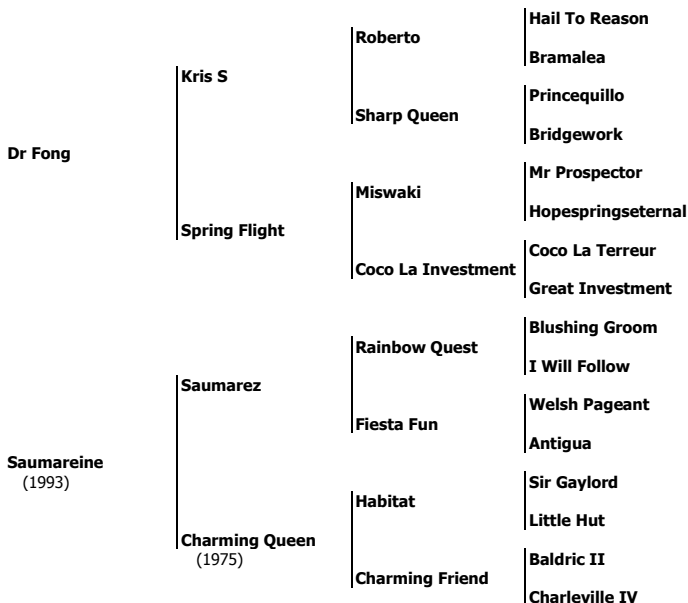 Hail To Reason
Roberto
Bramalea
Kris S
Princequillo
Sharp Queen
Bridgework
Dr Fong
Mr Prospector
Miswaki
Hopespringseternal
Spring Flight
Coco La Terreur
Coco La Investment
Great Investment
Blushing Groom
Rainbow Quest
I Will Follow
Saumarez
Welsh Pageant
Fiesta Fun
Antigua
Saumareine
(1993)
Sir Gaylord
Habitat
Little Hut
Charming Queen
(1975)
Baldric II
Charming Friend
Charleville IV